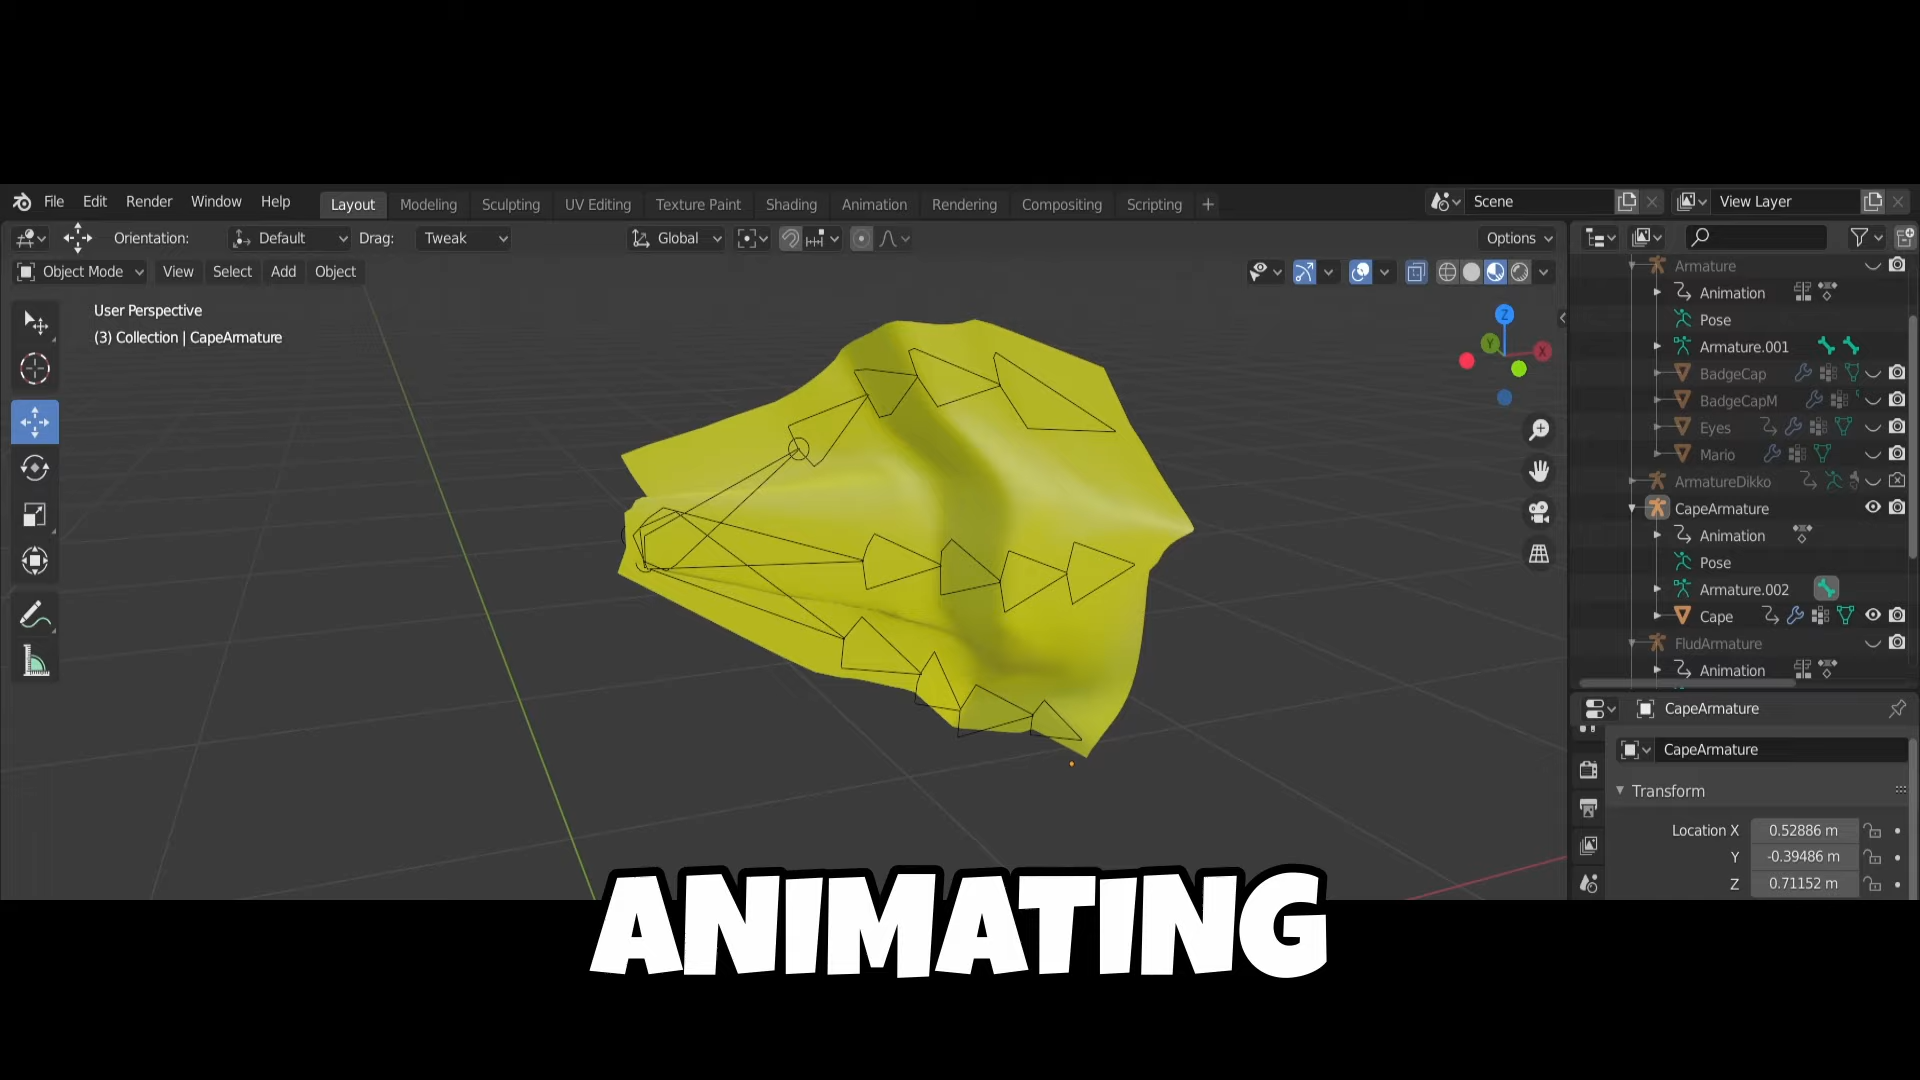 File Edit Render Window Help Layout Modeling Sculpting UV Editing Texture Paint Shading Animation Rendering Compositing Scripting + Scene View Layer
Orientation: Default Drag: Tweak Global Options
Object Mode View Select Add Object
User Perspective
(3) Collection | CapeArmature
Z
Y
X
Armature
Animation
Pose
Armature.001
BadgeCap
BadgeCapM
Eyes
Mario
ArmatureDikko
CapeArmature
Animation
Pose
Armature.002
Cape
FludArmature
Animation
CapeArmature
CapeArmature
Transform
Location X 0.52886 m
Y -0.39486 m
Z 0.71152 m
ANIMATING